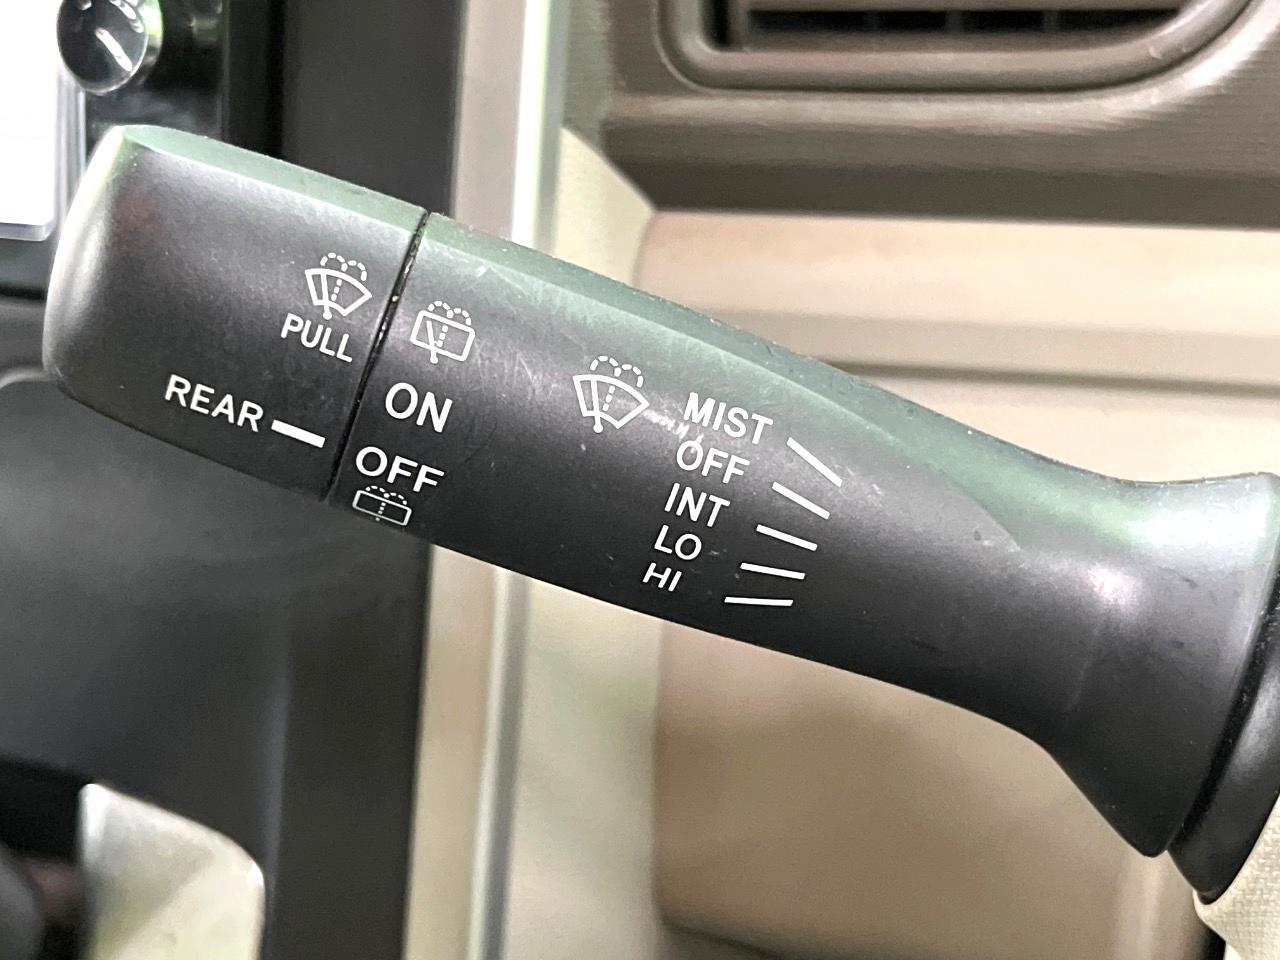 PULL
REAR
ON
OFF
MIST
OFF
INT
LO
HI